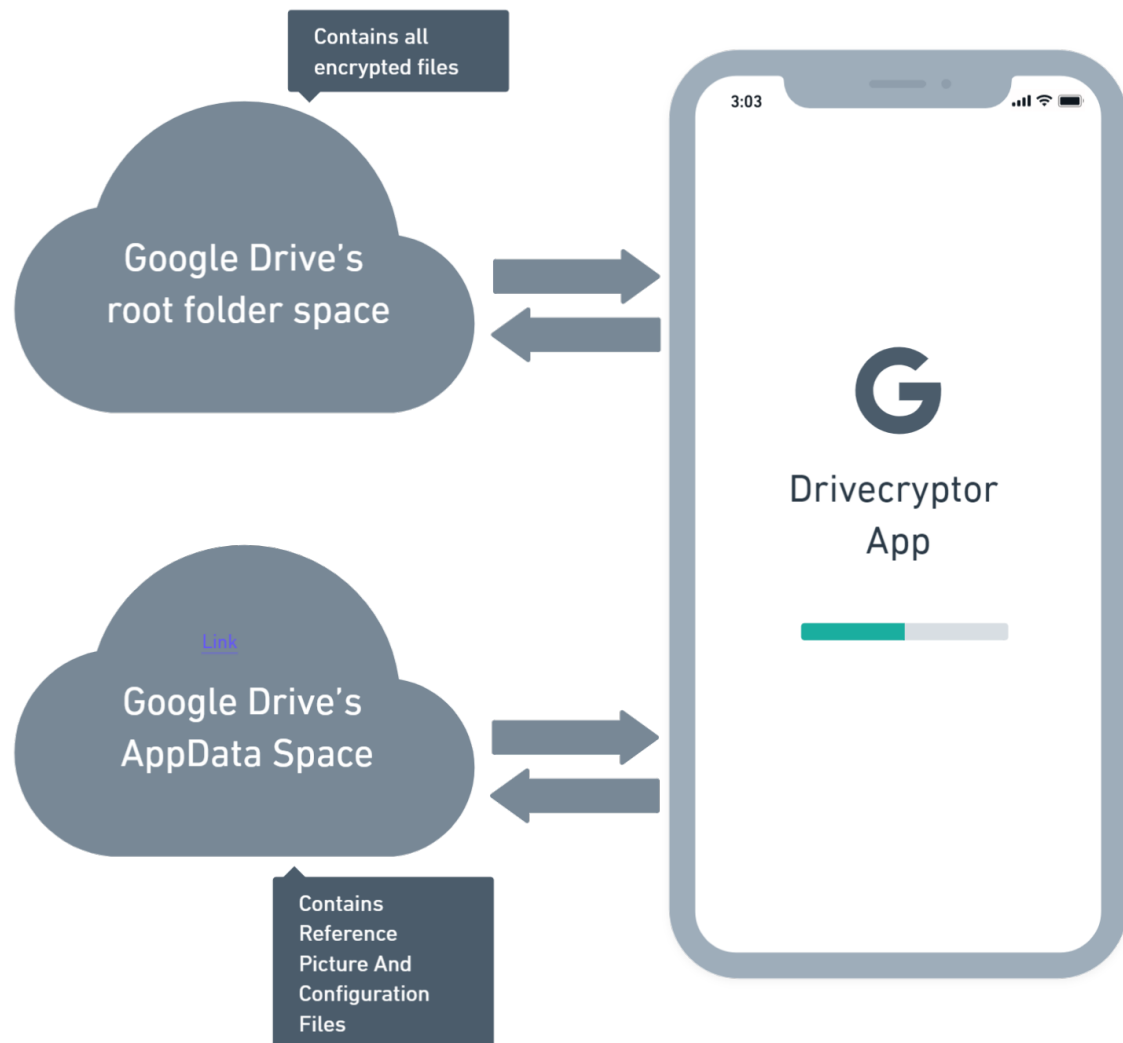 Contains all
encrypted files
3:03
Google Drive's
root folder space
G
Drivecryptor
App
Link
Google Drive's
AppData Space
Contains
Reference
Picture And
Configuration
Files